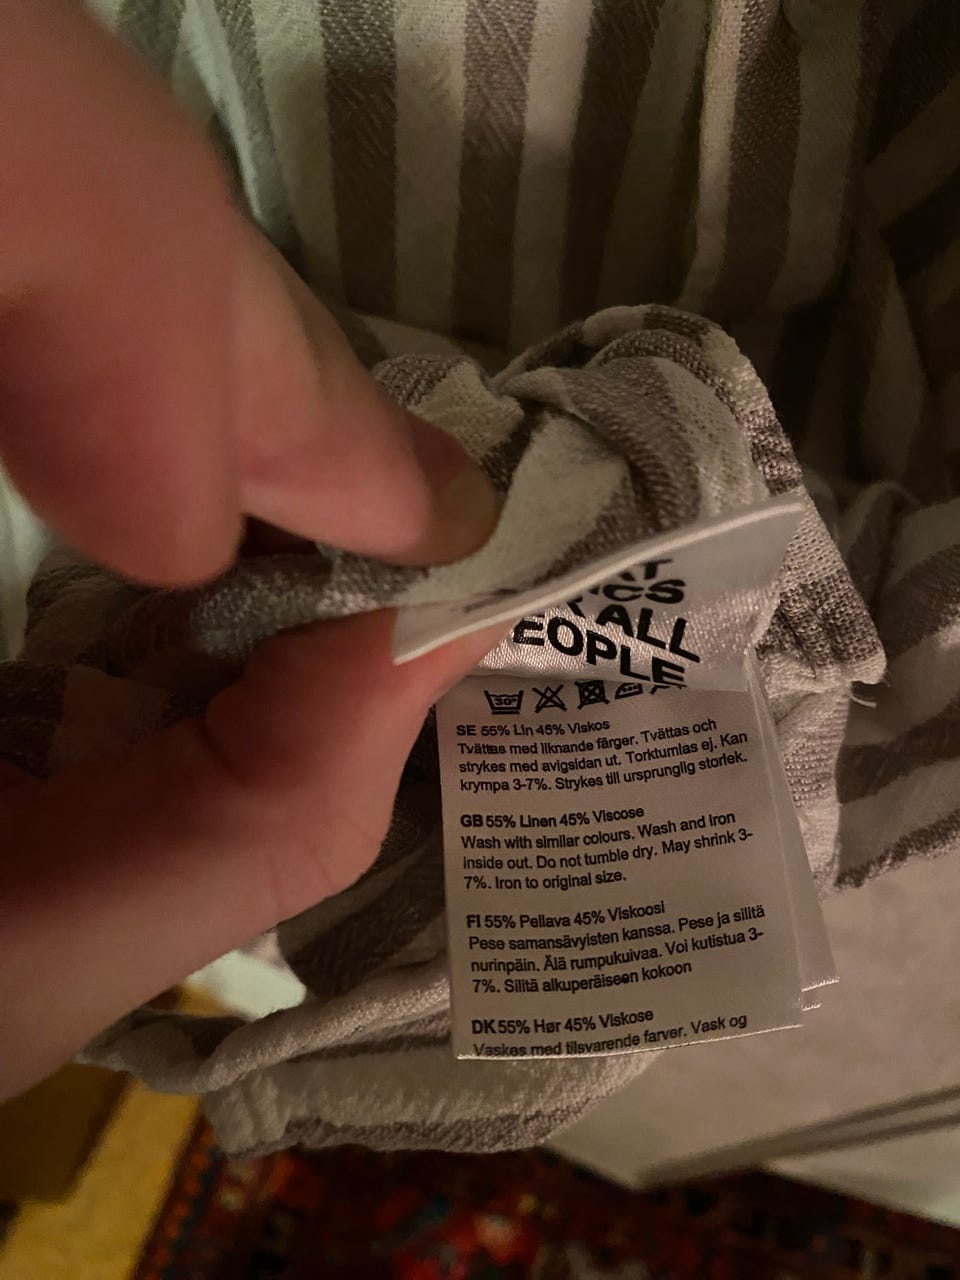 ALL
PEOPLE
30°
SE 55% Lin 45% Viskos
Tvättas med liknande färger. Tvättas och
strykes med avigsidan ut. Torktumlas ej. Kan
krympa 3-7%. Strykes till ursprunglig storlek.
GB 55% Linen 45% Viscose
Wash with similar colours. Wash and iron
inside out. Do not tumble dry. May shrink 3-
7%. Iron to original size.
FI 55% Pellava 45% Viskoosi
Pese samansävyisten kanssa. Pese ja silitä
nurinpäin. Älä rumpukuivaa. Voi kutistua 3-
7%. Silitä alkuperäiseen kokoon
DK 55% Hør 45% Viskose
Vaskes med tilsvarende farver. Vask og